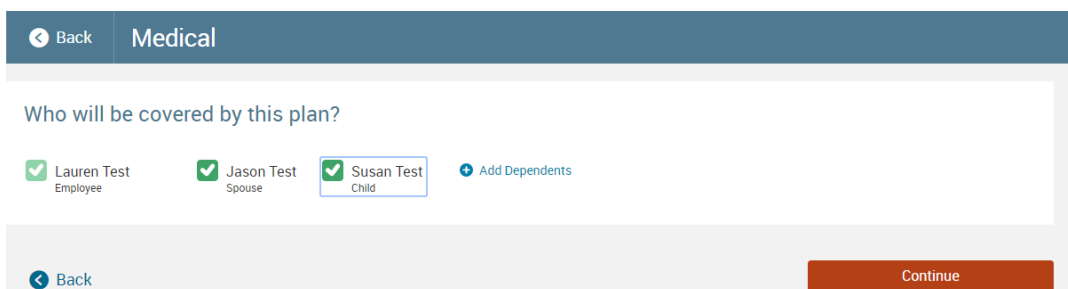 Back Medical
Who will be covered by this plan?
Lauren Test Jason Test Susan Test Add Dependents
Employee Spouse Child
Back Continue